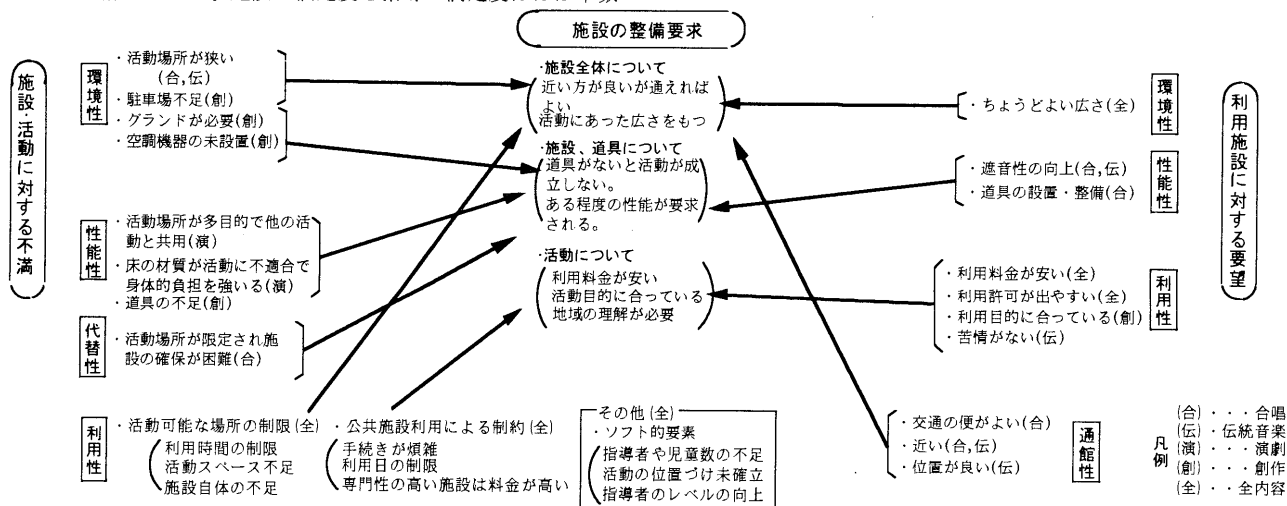 施設の整備要求
施設・活動に対する不満
環境性
・活動場所が狭い
(合,伝)
・駐車場不足(創)
・グランドが必要(創)
・空調機器の未設置(創)
性能性
・活動場所が多目的で他の活
動と共用(演)
・床の材質が活動に不適合で
身体的負担を強いる(演)
・道具の不足(創)
代替性
・活動場所が限定され施
設の確保が困難(合)
利用性
・活動可能な場所の制限(全)
利用時間の制限
活動スペース不足
施設自体の不足
・公共施設利用による制約(全)
手続きが煩雑
利用日の制限
専門性の高い施設は料金が高い
・施設全体について
近い方が良いが通えれば
よい
活動にあった広さをもつ
・施設、道具について
道具がないと活動が成
立しない。
ある程度の性能が要求
される。
・活動について
利用料金が安い
活動目的に合っている
地域の理解が必要
その他(全)
・ソフト的要素
指導者や児童数の不足
活動の位置づけ未確立
指導者のレベルの向上
利用施設に対する要望
環境性
・ちょうどよい広さ(全)
性能性
・遮音性の向上(合,伝)
・道具の設置・整備(合)
利用性
・利用料金が安い(全)
・利用許可が出やすい(全)
・利用目的に合っている(創)
・苦情がない(伝)
通館性
・交通の便がよい(合)
・近い(合,伝)
・位置が良い(伝)
凡例
(合)・・・合唱
(伝)・伝統音楽
(演)・・・演劇
(創)・・・創作
(全)・・全内容